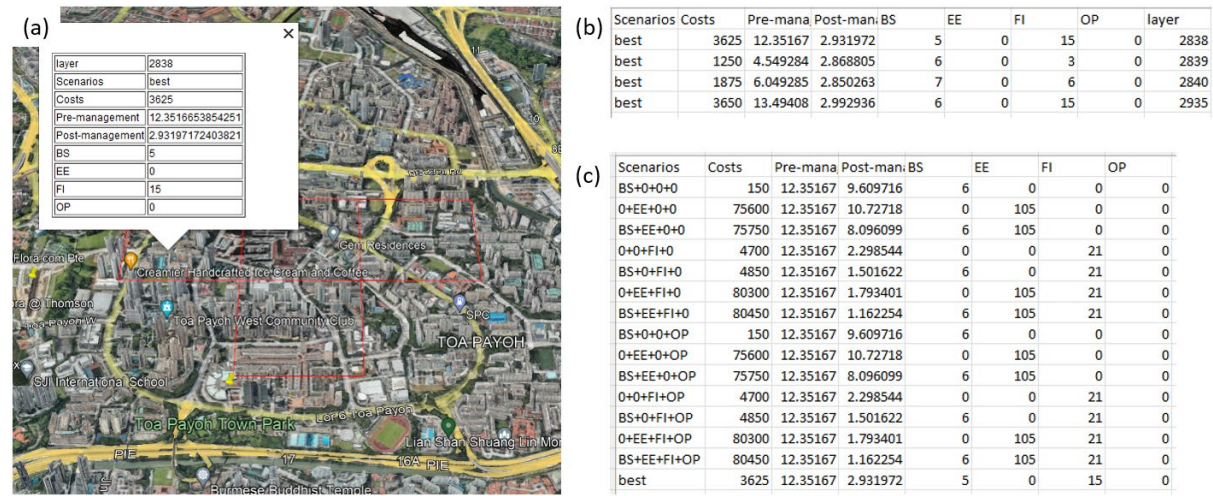 (a)
layer 2838
Scenarios best
Costs 3625
Pre-management 12.3516653854251
Post-management 2.93197172403821
BS 5
EE 0
FI 15
OP 0
11
10
Gem Residences
Flora.com Pte
Creamier Handcrafted Ice Cream and Coffee
ora @ Thomson
Toa Payoh W
Toa Payoh West Community Club
SPC
TOA PAYOH
SJI International School
Toa Payoh Town Park
Lor 6 Toa Payoh
Lian Shan Shuang Lin Mon
PIE
17
16A PIE
Burmese Buddhist Temple
(b)
Scenarios Costs Pre-mana Post-mana BS EE FI OP layer
best 3625 12.35167 2.931972 5 0 15 0 2838
best 1250 4.549284 2.868805 6 0 3 0 2839
best 1875 6.049285 2.850263 7 0 6 0 2840
best 3650 13.49408 2.992936 6 0 15 0 2935
(c)
Scenarios Costs Pre-mana Post-mana BS EE FI OP
BS+0+0+0 150 12.35167 9.609716 6 0 0 0
0+EE+0+0 75600 12.35167 10.72718 0 105 0 0
BS+EE+0+0 75750 12.35167 8.096099 6 105 0 0
0+0+FI+0 4700 12.35167 2.298544 0 0 21 0
BS+0+FI+0 4850 12.35167 1.501622 6 0 21 0
0+EE+FI+0 80300 12.35167 1.793401 0 105 21 0
BS+EE+FI+0 80450 12.35167 1.162254 6 105 21 0
BS+0+0+OP 150 12.35167 9.609716 6 0 0 0
0+EE+0+OP 75600 12.35167 10.72718 0 105 0 0
BS+EE+0+OP 75750 12.35167 8.096099 6 105 0 0
0+0+FI+OP 4700 12.35167 2.298544 0 0 21 0
BS+0+FI+OP 4850 12.35167 1.501622 6 0 21 0
0+EE+FI+OP 80300 12.35167 1.793401 0 105 21 0
BS+EE+FI+OP 80450 12.35167 1.162254 6 105 21 0
best 3625 12.35167 2.931972 5 0 15 0